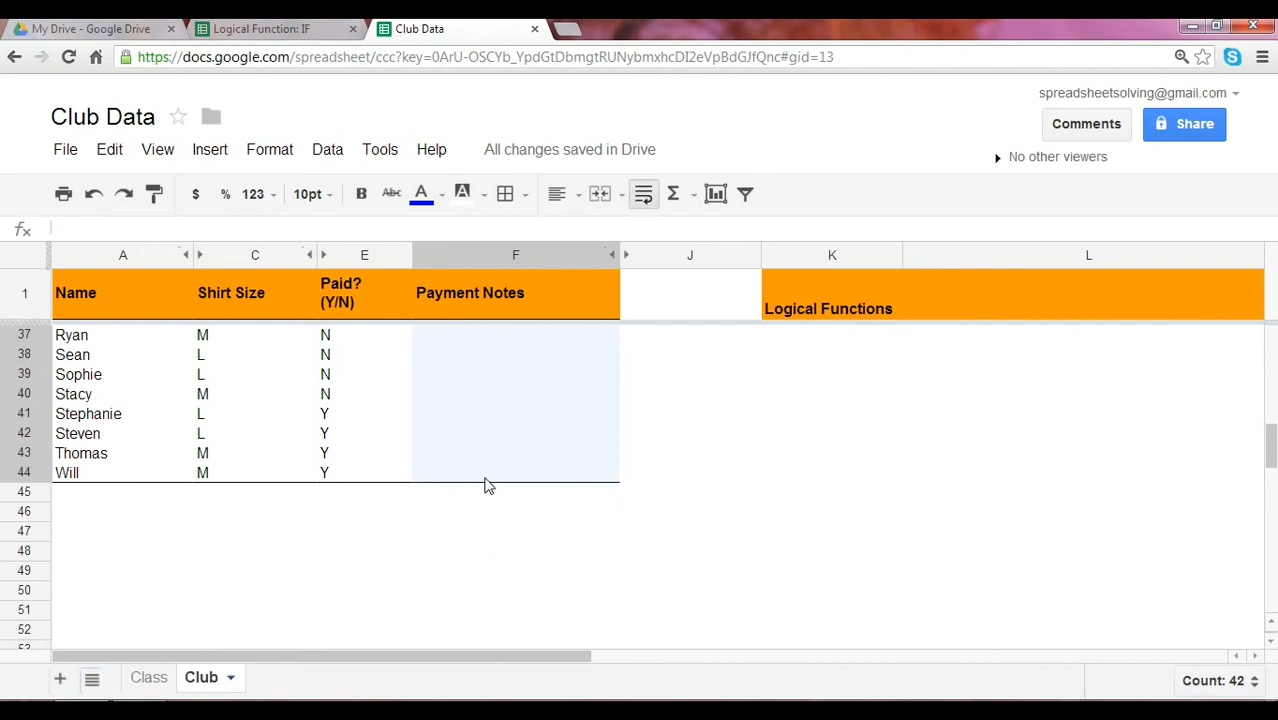 My Drive - Google Drive × Logical Function: IF × Club Data ×
https://docs.google.com/spreadsheet/ccc?key=0ArU-OSCYb_YpdGtDbmgtRUNybmxhcDI2eVpBdGJfQnc#gid=13
spreadsheetsolving@gmail.com
Club Data
Comments Share
File Edit View Insert Format Data Tools Help All changes saved in Drive
No other viewers
$ % 123 10pt B Abc A A Σ
fx
A C E F J K L
1 Name Shirt Size Paid? (Y/N) Payment Notes Logical Functions
37 Ryan M N
38 Sean L N
39 Sophie L N
40 Stacy M N
41 Stephanie L Y
42 Steven L Y
43 Thomas M Y
44 Will M Y
45
46
47
48
49
50
51
52
53
+ Class Club Count: 42